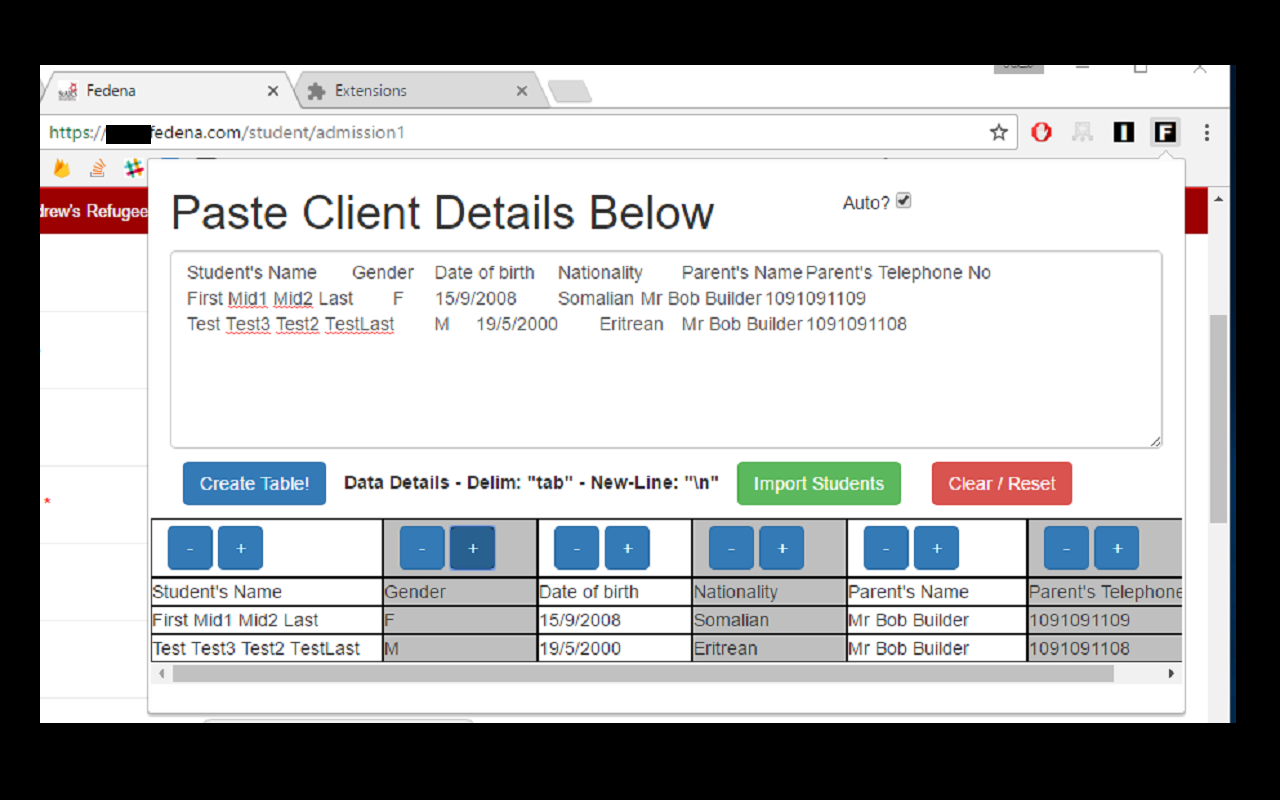 Fedena
Extensions
https:// fedena.com/student/admission1
drew's Refugee
Paste Client Details Below
Auto?
Student's Name Gender Date of birth Nationality Parent's Name Parent's Telephone No
First Mid1 Mid2 Last F 15/9/2008 Somalian Mr Bob Builder 1091091109
Test Test3 Test2 TestLast M 19/5/2000 Eritrean Mr Bob Builder 1091091108
*
Create Table! Data Details - Delim: "tab" - New-Line: "\n" Import Students Clear / Reset
- + - + - + - + - + - +
Student's Name Gender Date of birth Nationality Parent's Name Parent's Telephone
First Mid1 Mid2 Last F 15/9/2008 Somalian Mr Bob Builder 1091091109
Test Test3 Test2 TestLast M 19/5/2000 Eritrean Mr Bob Builder 1091091108